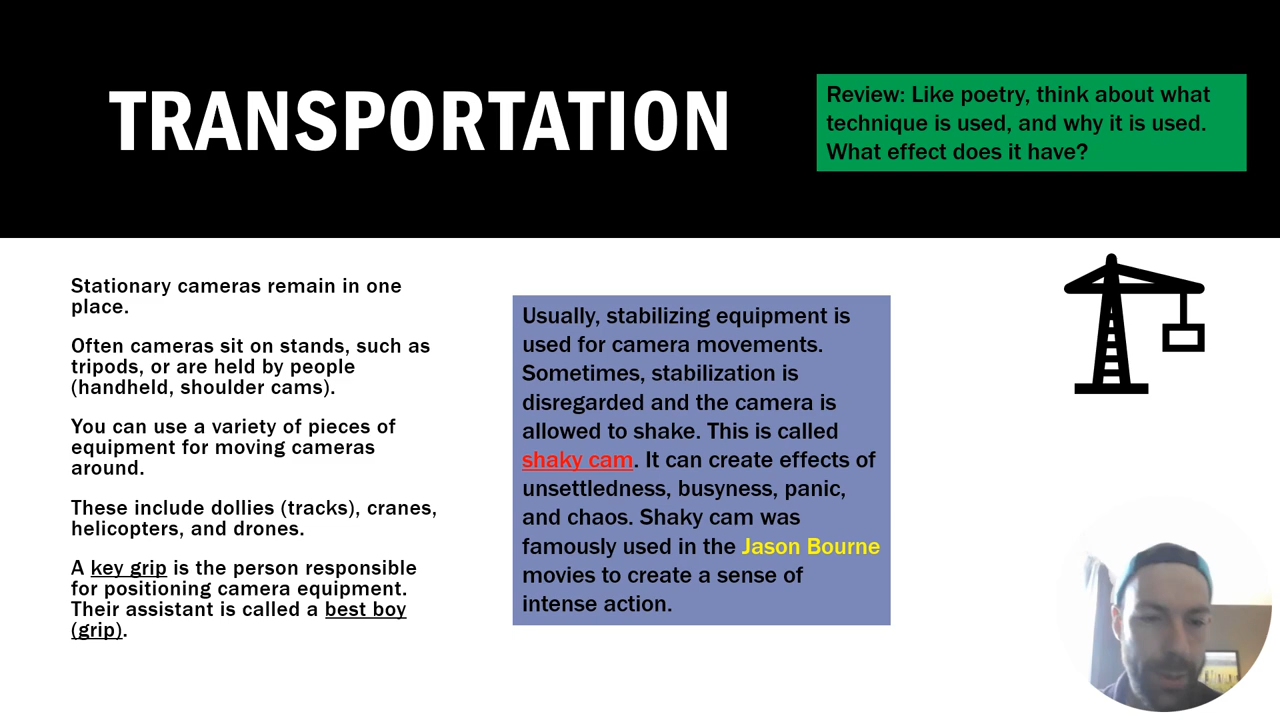 TRANSPORTATION
Review: Like poetry, think about what
technique is used, and why it is used.
What effect does it have?
Stationary cameras remain in one
place.
Often cameras sit on stands, such as
tripods, or are held by people
(handheld, shoulder cams).
You can use a variety of pieces of
equipment for moving cameras
around.
These include dollies (tracks), cranes,
helicopters, and drones.
A key grip is the person responsible
for positioning camera equipment.
Their assistant is called a best boy
(grip).
Usually, stabilizing equipment is
used for camera movements.
Sometimes, stabilization is
disregarded and the camera is
allowed to shake. This is called
shaky cam. It can create effects of
unsettledness, busyness, panic,
and chaos. Shaky cam was
famously used in the Jason Bourne
movies to create a sense of
intense action.